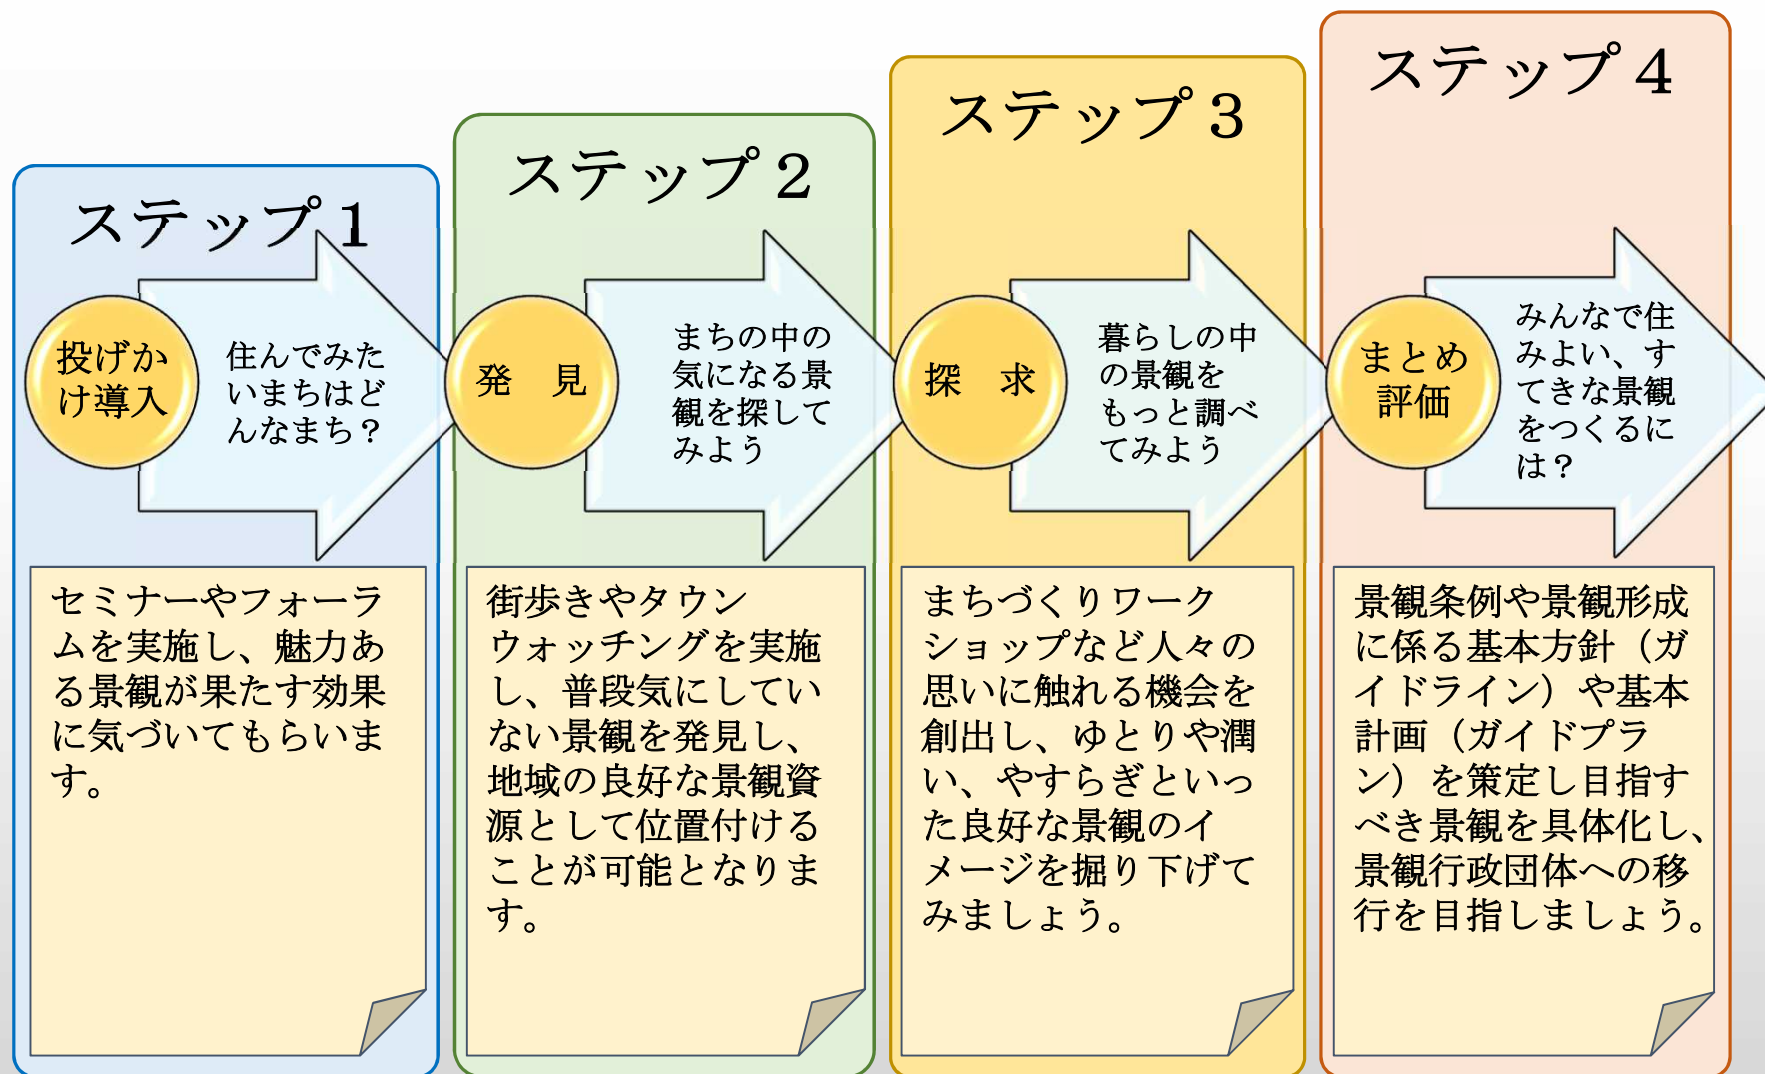 ステップ１
投げか
け導入
住んでみた
いまちはど
んなまち？
セミナーやフォーラ
ムを実施し、魅力あ
る景観が果たす効果
に気づいてもらいま
す。
ステップ２
発　見
まちの中の
気になる景
観を探して
みよう
街歩きやタウン
ウォッチングを実施
し、普段気にしてい
ない景観を発見し、
地域の良好な景観資
源として位置付ける
ことが可能となりま
す。
ステップ３
探　求
暮らしの中
の景観を
もっと調べ
てみよう
まちづくりワーク
ショップなど人々の
思いに触れる機会を
創出し、ゆとりや潤
い、やすらぎといっ
た良好な景観のイ
メージを掘り下げて
みましょう。
ステップ４
まとめ
評価
みんなで住
みよい、す
てきな景観
をつくるに
は？
景観条例や景観形成
に係る基本方針（ガ
イドライン）や基本
計画（ガイドプラ
ン）を策定し目指す
べき景観を具体化し、
景観行政団体への移
行を目指しましょう。